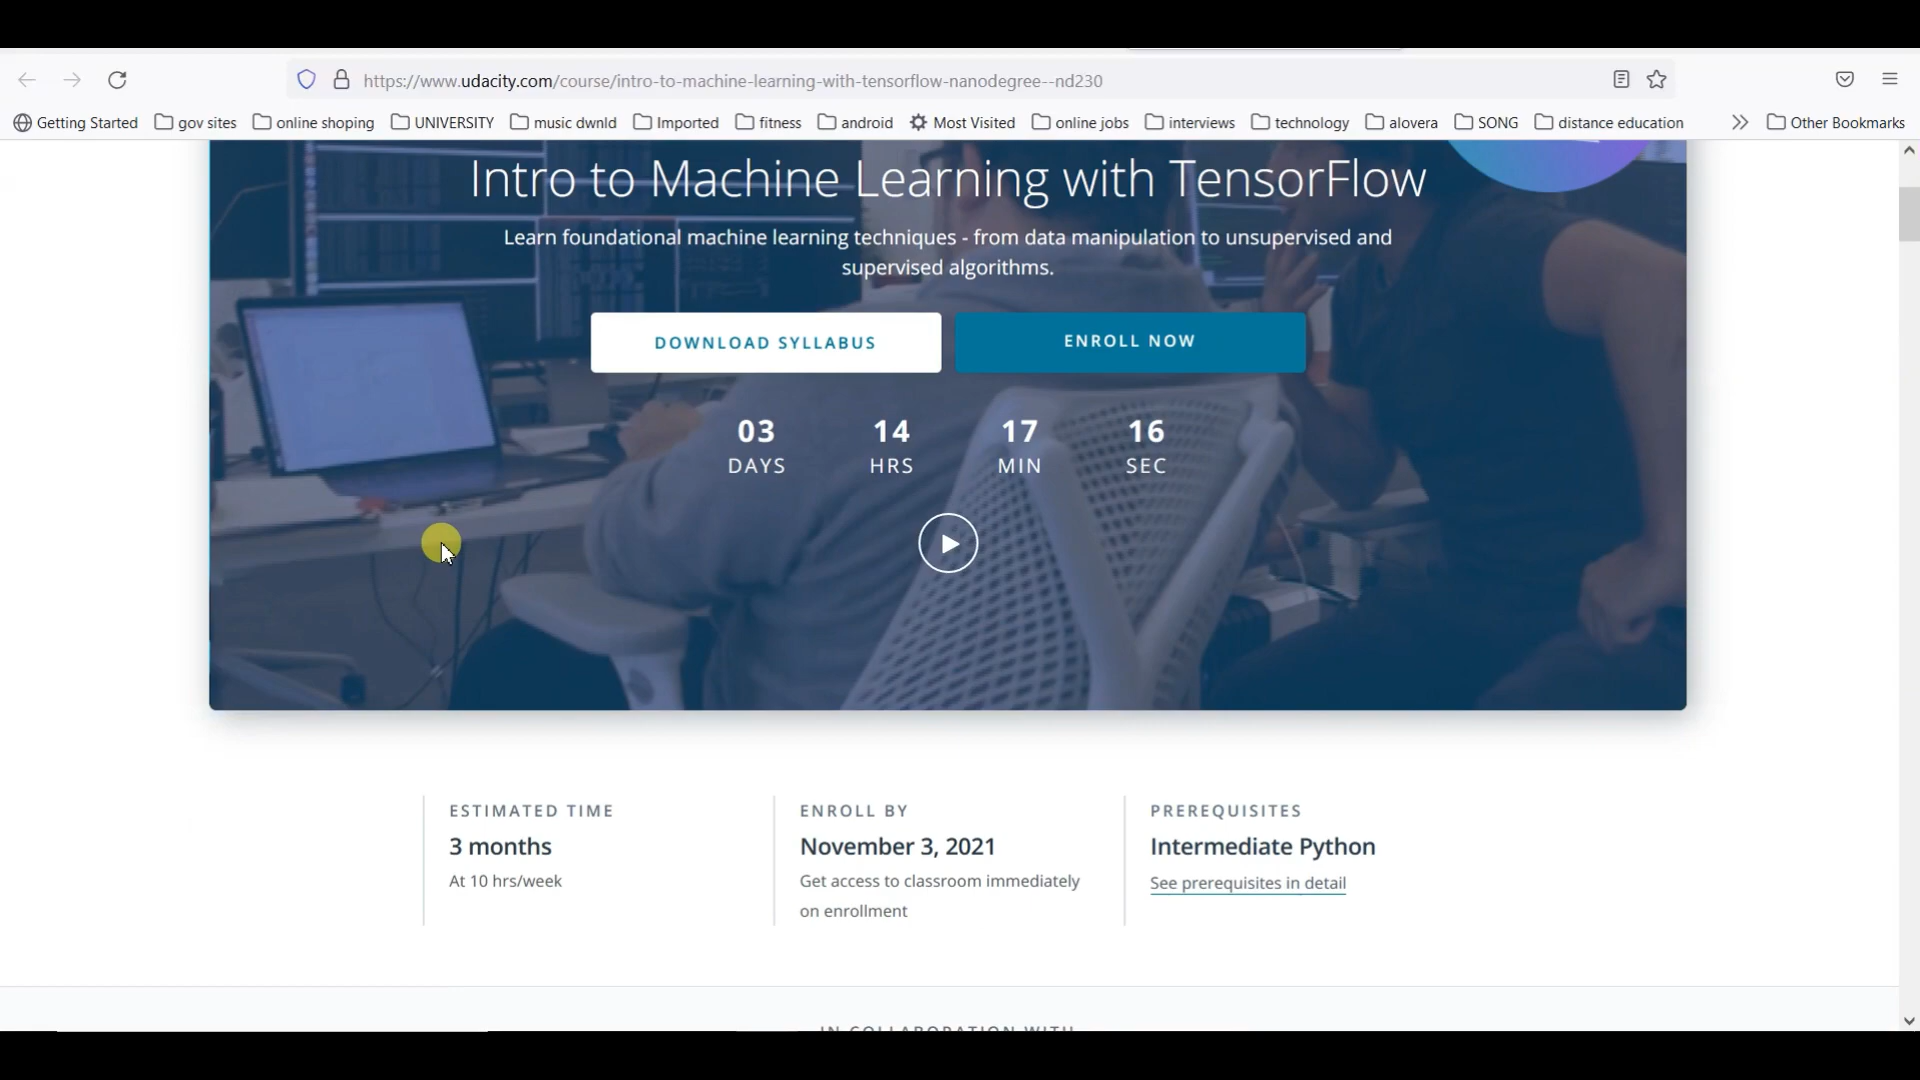 https://www.udacity.com/course/intro-to-machine-learning-with-tensorflow-nanodegree--nd230
Getting Started gov sites online shoping UNIVERSITY music dwnld Imported fitness android Most Visited online jobs interviews technology alovera SONG distance education Other Bookmarks
Intro to Machine Learning with TensorFlow
Learn foundational machine learning techniques - from data manipulation to unsupervised and
supervised algorithms.
DOWNLOAD SYLLABUS ENROLL NOW
03 14 17 16
DAYS HRS MIN SEC
ESTIMATED TIME ENROLL BY PREREQUISITES
3 months November 3, 2021 Intermediate Python
At 10 hrs/week Get access to classroom immediately See prerequisites in detail
on enrollment
IN COLLABORATION WITH